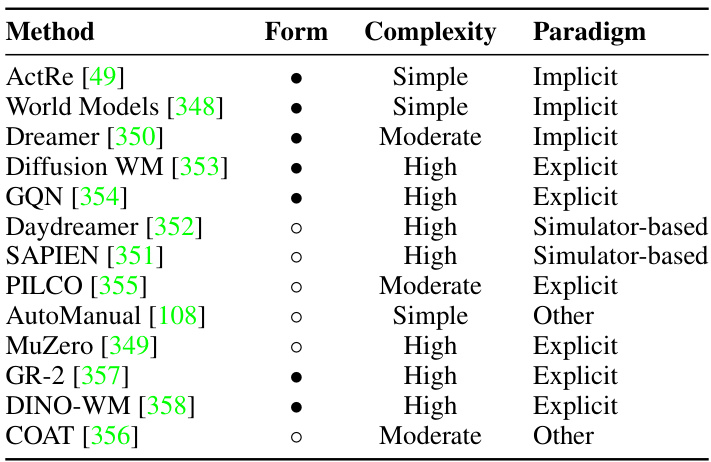 Method Form Complexity Paradigm
ActRe [49] ● Simple Implicit
World Models [348] ● Simple Implicit
Dreamer [350] ● Moderate Implicit
Diffusion WM [353] ● High Explicit
GQN [354] ● High Explicit
Daydreamer [352] ○ High Simulator-based
SAPIEN [351] ○ High Simulator-based
PILCO [355] ○ Moderate Explicit
AutoManual [108] ○ Simple Other
MuZero [349] ○ High Explicit
GR-2 [357] ● High Explicit
DINO-WM [358] ● High Explicit
COAT [356] ○ Moderate Other